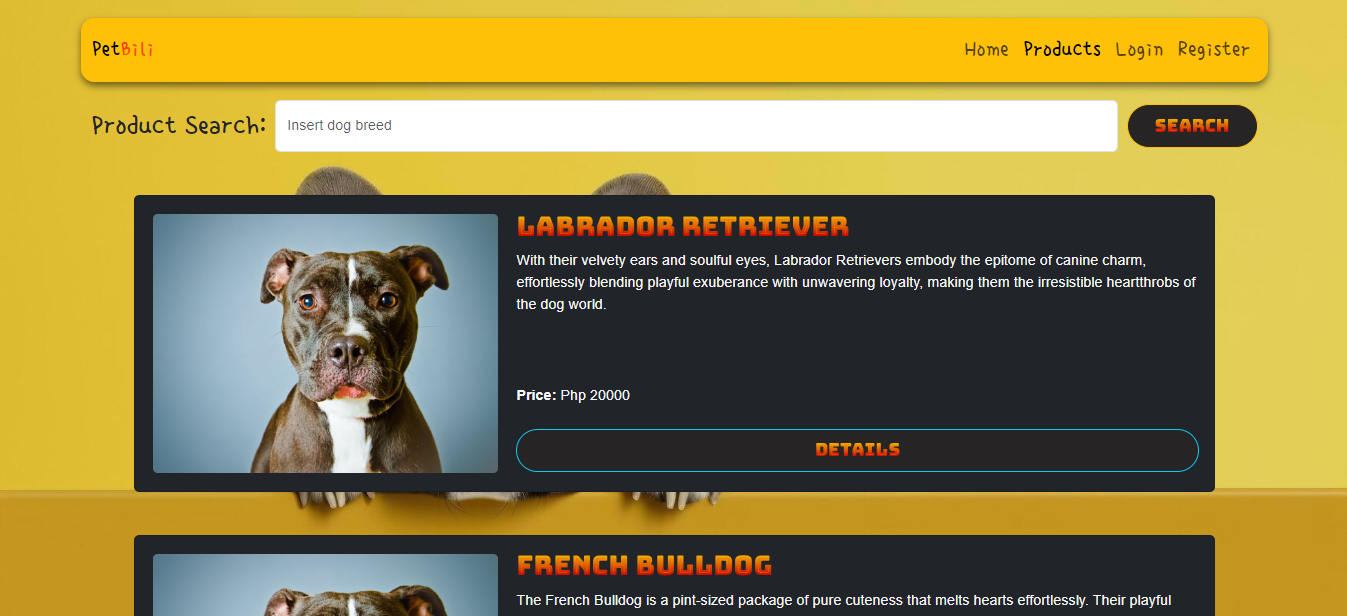 PetBili
Home Products Login Register
Product Search: Insert dog breed SEARCH
LABRADOR RETRIEVER
With their velvety ears and soulful eyes, Labrador Retrievers embody the epitome of canine charm,
effortlessly blending playful exuberance with unwavering loyalty, making them the irresistible heartthrobs of
the dog world.
Price: Php 20000
DETAILS
FRENCH BULLDOG
The French Bulldog is a pint-sized package of pure cuteness that melts hearts effortlessly. Their playful